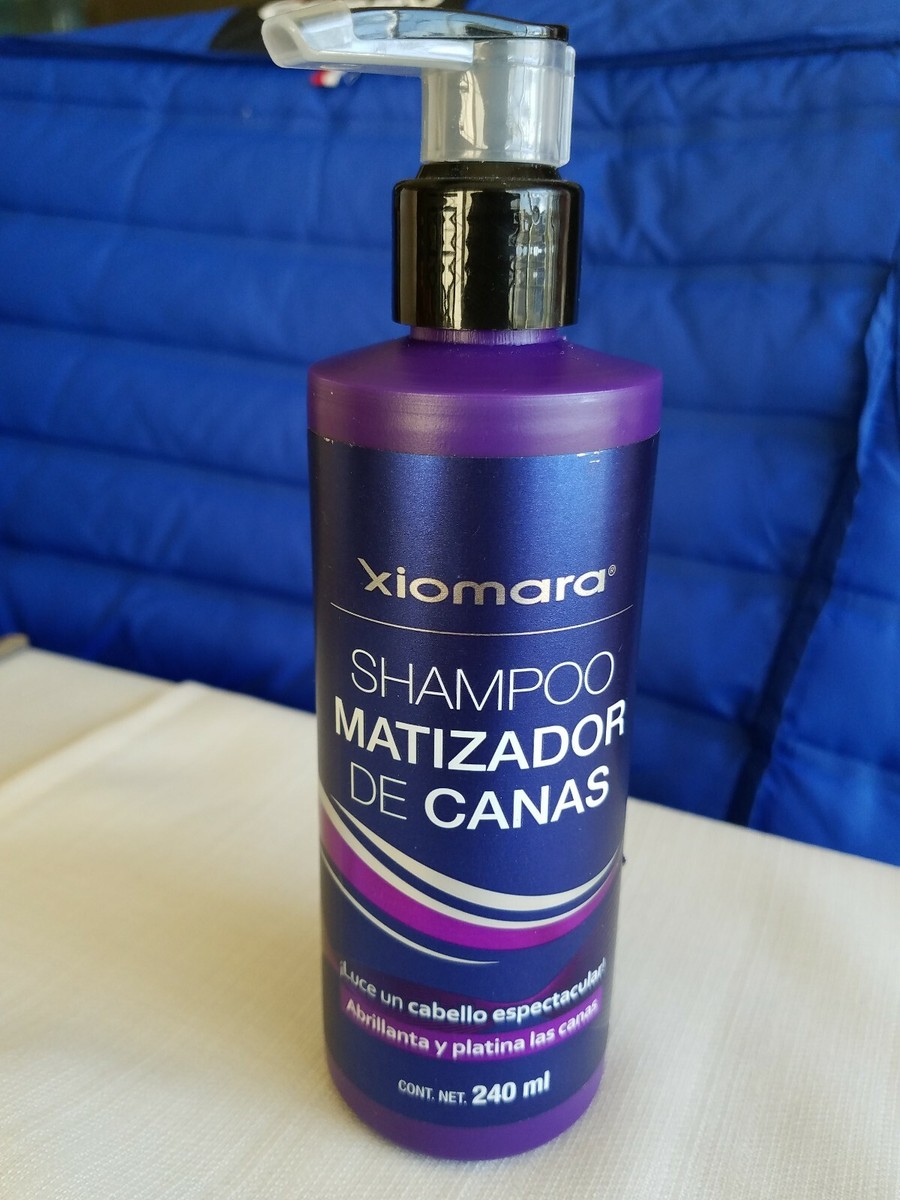 xiomara®
SHAMPOO
MATIZADOR
DE CANAS
¡Luce un cabello espectacular!
Abrillanta y platina las canas
CONT. NET. 240 ml